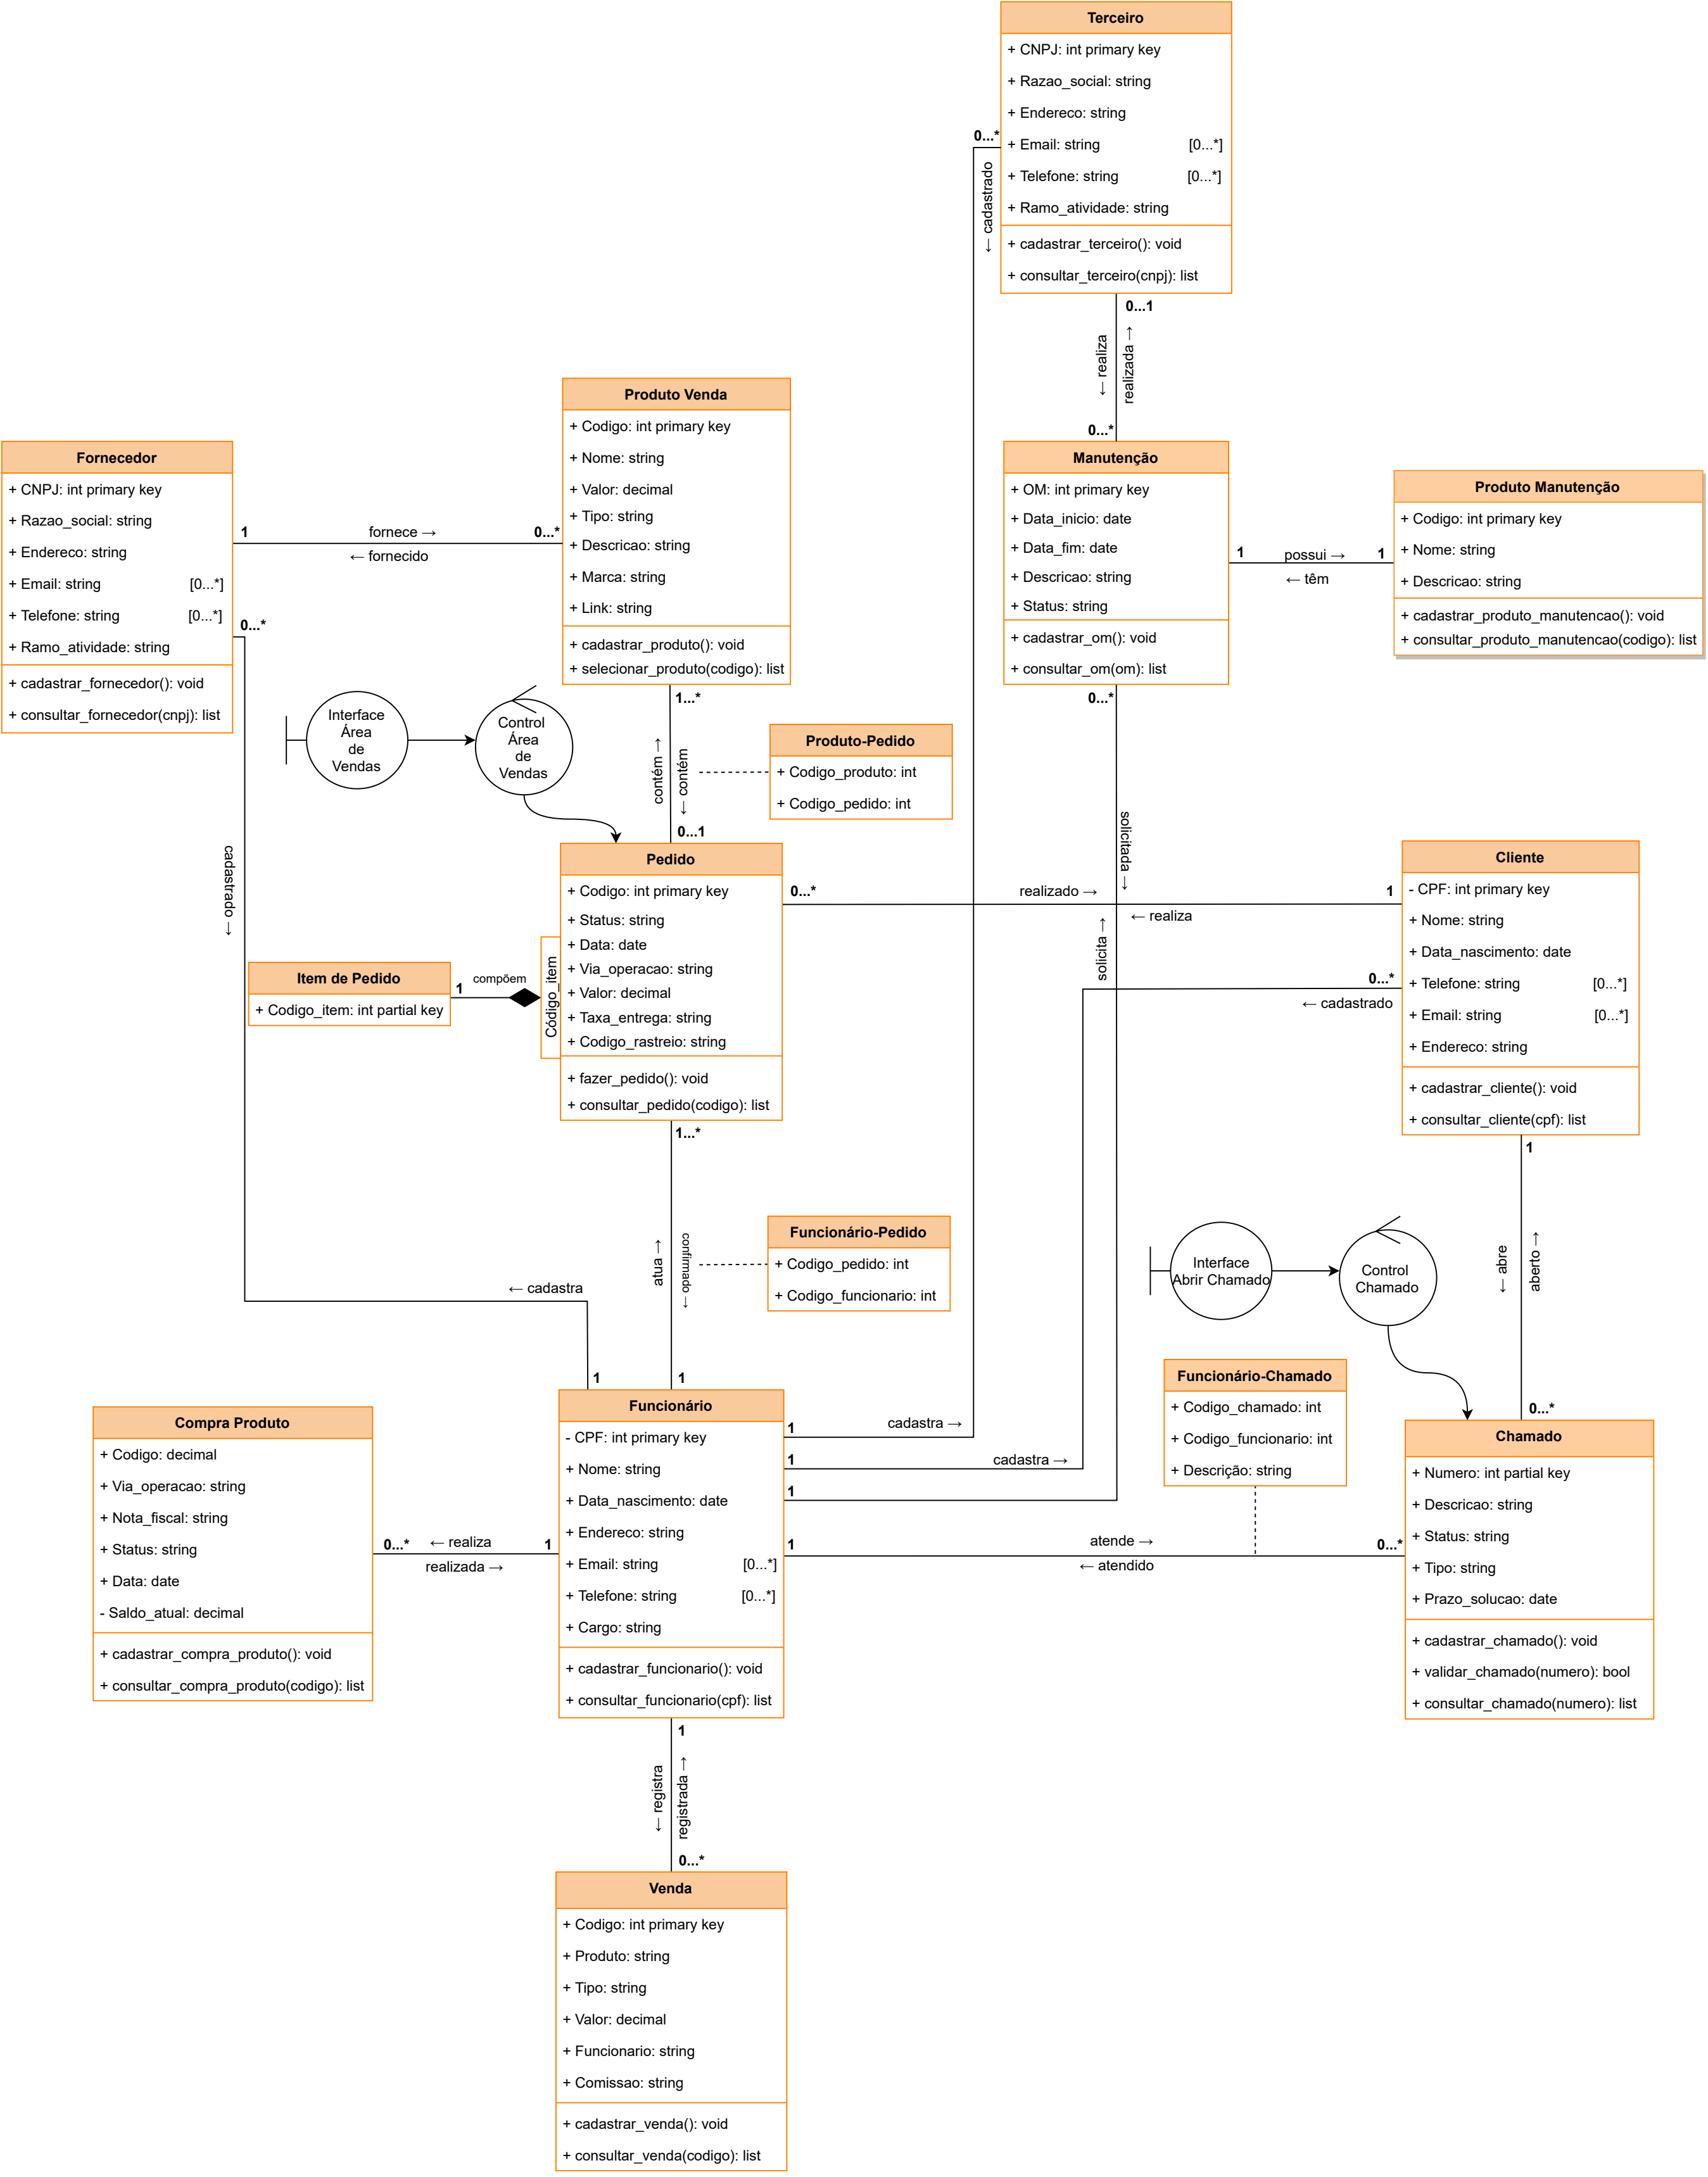 Terceiro
+ CNPJ: int primary key
+ Razao_social: string
+ Endereco: string
+ Email: string [0...*]
+ Telefone: string [0...*]
+ Ramo_atividade: string
+ cadastrar_terceiro(): void
+ consultar_terceiro(cnpj): list
0...*
← cadastrado
0...1
← realiza
realizada →
0...*
Produto Venda
+ Codigo: int primary key
+ Nome: string
+ Valor: decimal
+ Tipo: string
+ Descricao: string
+ Marca: string
+ Link: string
+ cadastrar_produto(): void
+ selecionar_produto(codigo): list
Fornecedor
+ CNPJ: int primary key
+ Razao_social: string
+ Endereco: string
+ Email: string [0...*]
+ Telefone: string [0...*]
+ Ramo_atividade: string
+ cadastrar_fornecedor(): void
+ consultar_fornecedor(cnpj): list
1
fornece →
0...*
← fornecido
0...*
cadastrado →
Manutenção
+ OM: int primary key
+ Data_inicio: date
+ Data_fim: date
+ Descricao: string
+ Status: string
+ cadastrar_om(): void
+ consultar_om(om): list
1
possui →
1
← têm
Produto Manutenção
+ Codigo: int primary key
+ Nome: string
+ Descricao: string
+ cadastrar_produto_manutencao(): void
+ consultar_produto_manutencao(codigo): list
Interface
Área
de
Vendas
Control
Área
de
Vendas
1...*
contém →
← contém
0...1
Produto-Pedido
+ Codigo_produto: int
+ Codigo_pedido: int
0...*
solicitada →
solicita →
Pedido
+ Codigo: int primary key
+ Status: string
+ Data: date
+ Via_operacao: string
+ Valor: decimal
+ Taxa_entrega: string
+ Codigo_rastreio: string
+ fazer_pedido(): void
+ consultar_pedido(codigo): list
Código_item
Item de Pedido
+ Codigo_item: int partial key
1
compõem
0...*
realizado →
1
← realiza
Cliente
- CPF: int primary key
+ Nome: string
+ Data_nascimento: date
+ Telefone: string [0...*]
+ Email: string [0...*]
+ Endereco: string
+ cadastrar_cliente(): void
+ consultar_cliente(cpf): list
0...*
← cadastrado
1
← abre
aberto →
0...*
1...*
atua →
confirmado →
1
Funcionário-Pedido
+ Codigo_pedido: int
+ Codigo_funcionario: int
Interface
Abrir Chamado
Control
Chamado
← cadastra
1
Funcionário-Chamado
+ Codigo_chamado: int
+ Codigo_funcionario: int
+ Descrição: string
Compra Produto
+ Codigo: decimal
+ Via_operacao: string
+ Nota_fiscal: string
+ Status: string
+ Data: date
- Saldo_atual: decimal
+ cadastrar_compra_produto(): void
+ consultar_compra_produto(codigo): list
0...*
← realiza
1
realizada →
Funcionário
- CPF: int primary key
+ Nome: string
+ Data_nascimento: date
+ Endereco: string
+ Email: string [0...*]
+ Telefone: string [0...*]
+ Cargo: string
+ cadastrar_funcionario(): void
+ consultar_funcionario(cpf): list
1
cadastra →
1
cadastra →
1
1
atende →
0...*
← atendido
Chamado
+ Numero: int partial key
+ Descricao: string
+ Status: string
+ Tipo: string
+ Prazo_solucao: date
+ cadastrar_chamado(): void
+ validar_chamado(numero): bool
+ consultar_chamado(numero): list
1
← registra
registrada →
0...*
Venda
+ Codigo: int primary key
+ Produto: string
+ Tipo: string
+ Valor: decimal
+ Funcionario: string
+ Comissao: string
+ cadastrar_venda(): void
+ consultar_venda(codigo): list